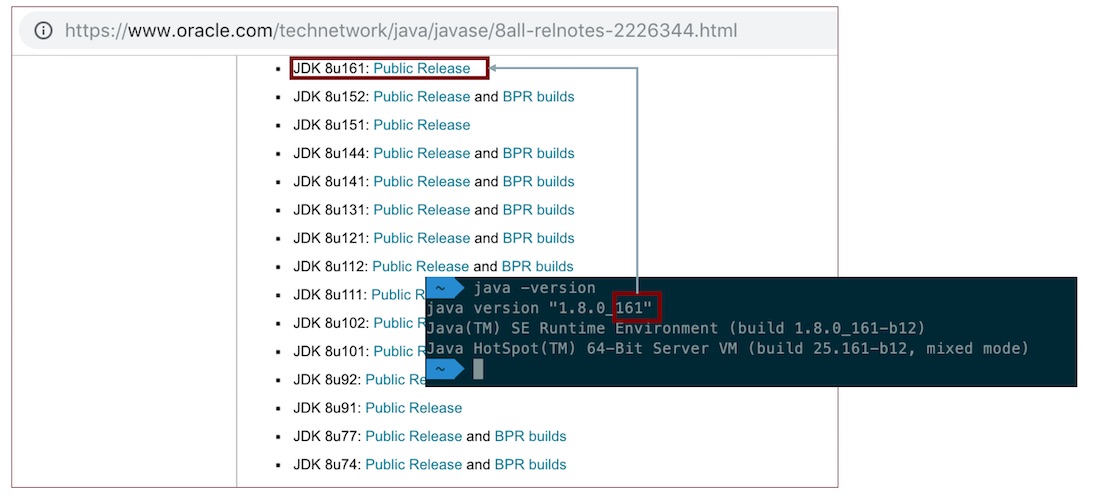 https://www.oracle.com/technetwork/java/javase/8all-relnotes-2226344.html
▪ JDK 8u161: Public Release
▪ JDK 8u152: Public Release and BPR builds
▪ JDK 8u151: Public Release
▪ JDK 8u144: Public Release and BPR builds
▪ JDK 8u141: Public Release and BPR builds
▪ JDK 8u131: Public Release and BPR builds
▪ JDK 8u121: Public Release and BPR builds
▪ JDK 8u112: Public Release and BPR builds
▪ JDK 8u111: Public R
▪ JDK 8u102: Public
▪ JDK 8u101: Public
▪ JDK 8u92: Public Re
▪ JDK 8u91: Public Release
▪ JDK 8u77: Public Release and BPR builds
▪ JDK 8u74: Public Release and BPR builds
~ java -version
java version "1.8.0_161"
Java(TM) SE Runtime Environment (build 1.8.0_161-b12)
Java HotSpot(TM) 64-Bit Server VM (build 25.161-b12, mixed mode)
~